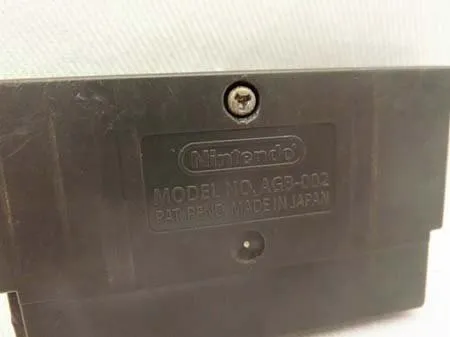 Nintendo
MODEL NO. AGB-002
PAT. PEND. MADE IN JAPAN